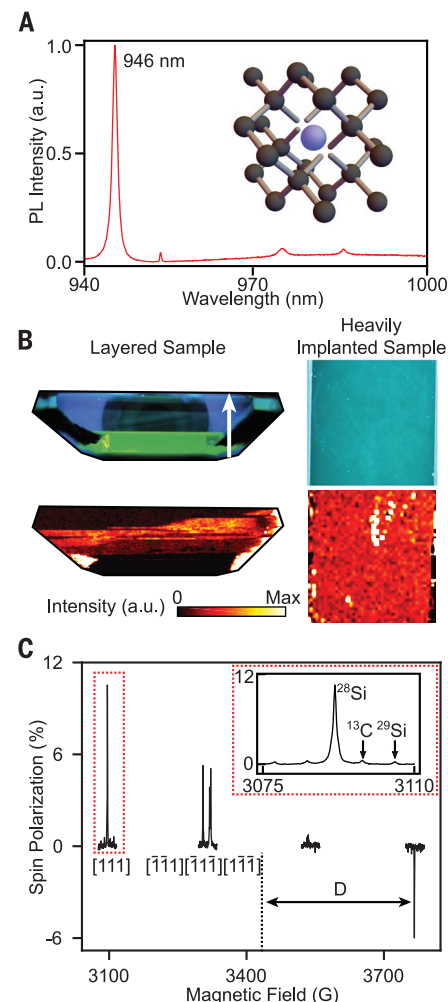 A
1.0
946 nm
0.5
PL Intensity (a.u.)
0.0
940
970
1000
Wavelength (nm)
B
Layered Sample
Heavily
Implanted Sample
0
Max
Intensity (a.u.)
C
12
12
²⁸Si
¹³C ²⁹Si
6
0
3075
3110
Spin Polarization (%)
0
[111]
[1̅1̅1][1̅11̅][11̅1̅]
D
-6
3100
3400
3700
Magnetic Field (G)